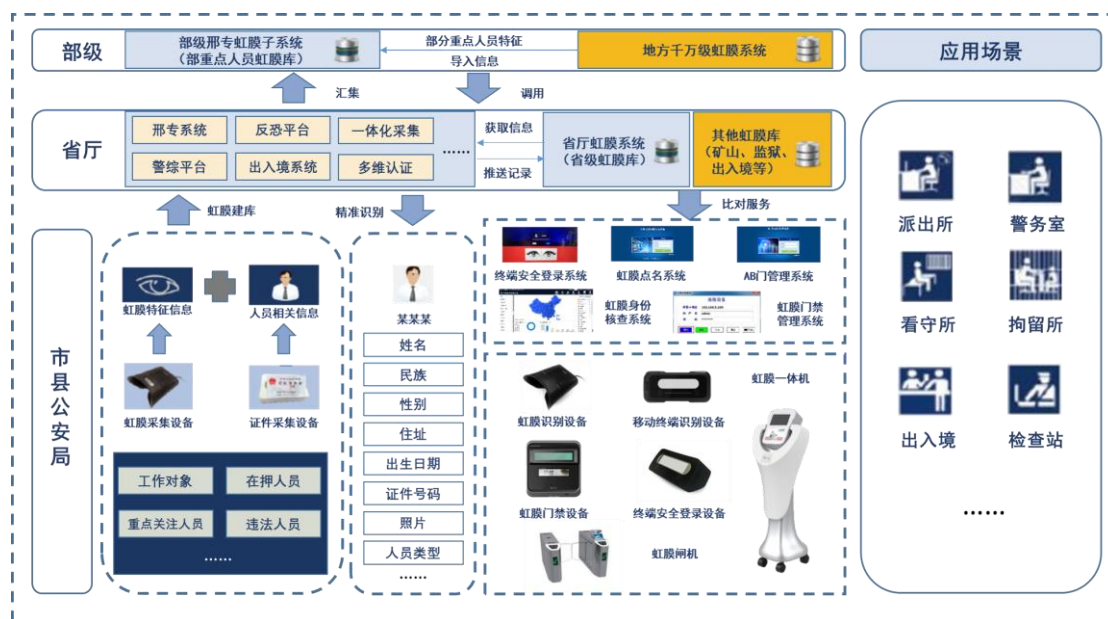 部级
部级邢专虹膜子系统
（部重点人员虹膜库）
部分重点人员特征
导入信息
地方千万级虹膜系统
应用场景
汇集
调用
省厅
邢专系统
反恐平台
一体化采集
警综平台
出入境系统
多维认证
……
获取信息
推送记录
省厅虹膜系统
（省级虹膜库）
其他虹膜库
（矿山、监狱、
出入境等）
虹膜建库
精准识别
比对服务
市县公安局
虹膜特征信息
人员相关信息
虹膜采集设备
证件采集设备
工作对象
在押人员
重点关注人员
违法人员
……
某某某
姓名
民族
性别
住址
出生日期
证件号码
照片
人员类型
……
终端安全登录系统
虹膜点名系统
AB门管理系统
虹膜身份
核查系统
虹膜门禁
管理系统
虹膜一体机
虹膜识别设备
移动终端识别设备
虹膜门禁设备
终端安全登录设备
虹膜闸机
派出所
警务室
看守所
拘留所
出入境
检查站
……